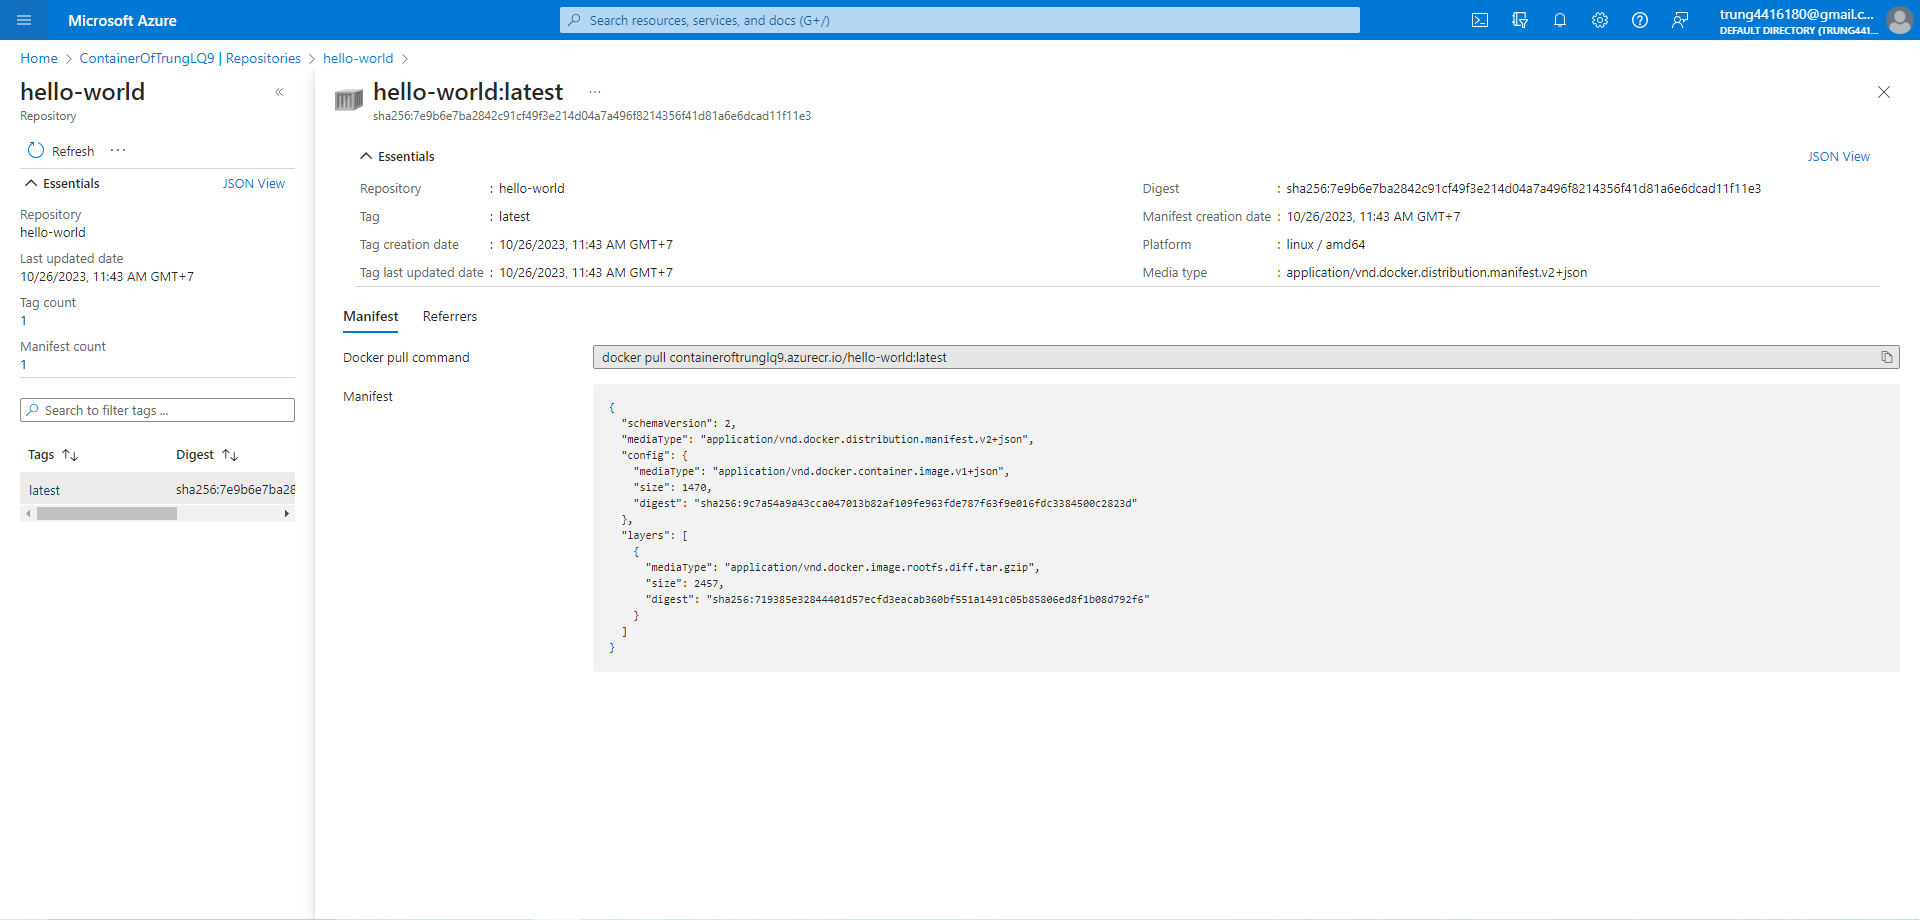 Microsoft Azure
Search resources, services, and docs (G+/)
trung4416180@gmail.c...
DEFAULT DIRECTORY (TRUNG441...
Home > ContainerOfTrungLQ9 | Repositories > hello-world >
hello-world
Repository
Refresh ...
Essentials
JSON View
Repository
hello-world
Last updated date
10/26/2023, 11:43 AM GMT+7
Tag count
1
Manifest count
1
Search to filter tags ...
Tags Digest
latest sha256:7e9b6e7ba28
hello-world:latest ...
sha256:7e9b6e7ba2842c91cf49f3e214d04a7a496f8214356f41d81a6e6dcad11f11e3
Essentials
JSON View
Repository : hello-world
Tag : latest
Tag creation date : 10/26/2023, 11:43 AM GMT+7
Tag last updated date : 10/26/2023, 11:43 AM GMT+7
Digest : sha256:7e9b6e7ba2842c91cf49f3e214d04a7a496f8214356f41d81a6e6dcad11f11e3
Manifest creation date : 10/26/2023, 11:43 AM GMT+7
Platform : linux / amd64
Media type : application/vnd.docker.distribution.manifest.v2+json
Manifest Referrers
Docker pull command
docker pull containeroftrunglq9.azurecr.io/hello-world:latest
Manifest
{
"schemaVersion": 2,
"mediaType": "application/vnd.docker.distribution.manifest.v2+json",
"config": {
"mediaType": "application/vnd.docker.container.image.v1+json",
"size": 1470,
"digest": "sha256:9c7a54a9a43cca047013b82af109fe963fde787f63f9e016fdc3384500c2823d"
},
"layers": [
{
"mediaType": "application/vnd.docker.image.rootfs.diff.tar.gzip",
"size": 2457,
"digest": "sha256:719385e32844401d57ecfd3eacab360bf551a1491c05b85806ed8f1b08d792f6"
}
]
}